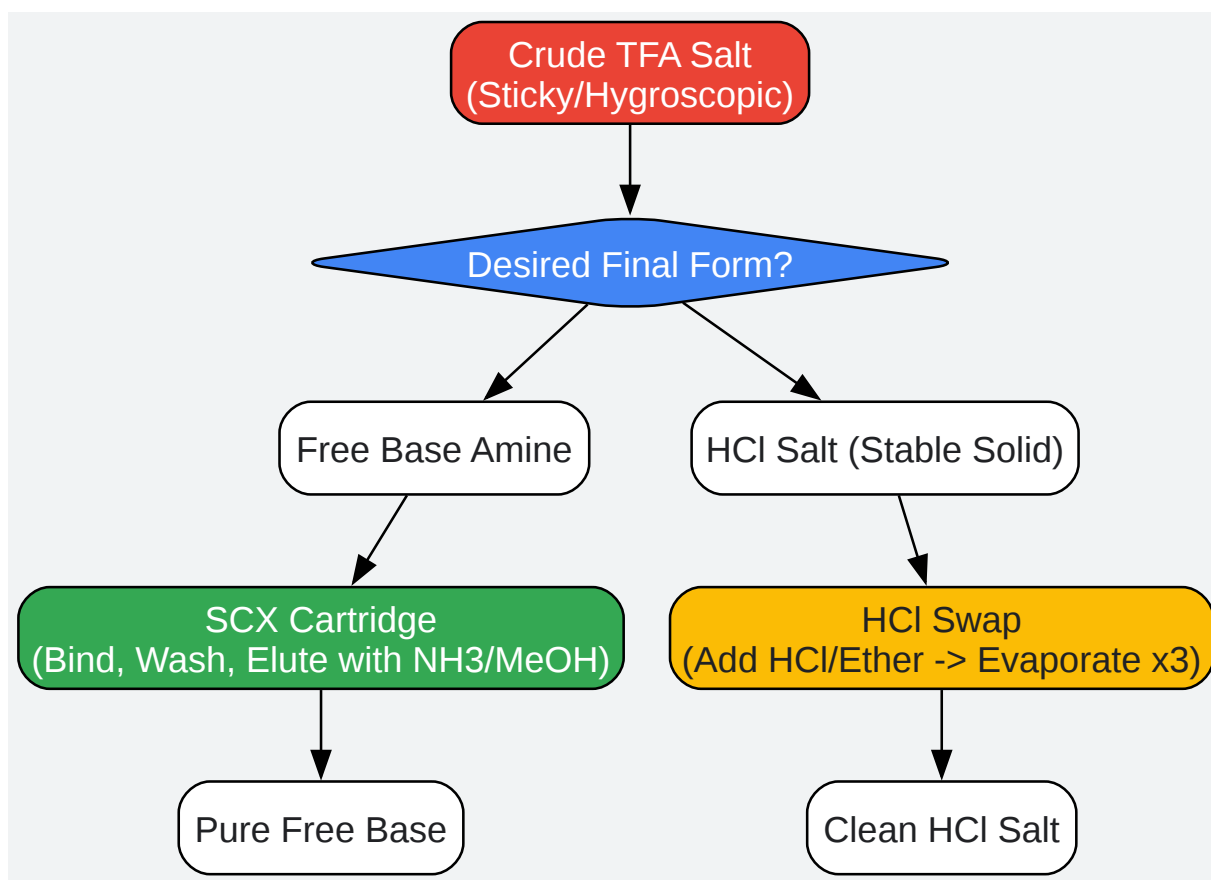 Crude TFA Salt
(Sticky/Hygroscopic)
Desired Final Form?
Free Base Amine
HCl Salt (Stable Solid)
SCX Cartridge
(Bind, Wash, Elute with NH3/MeOH)
HCl Swap
(Add HCl/Ether -> Evaporate x3)
Pure Free Base
Clean HCl Salt